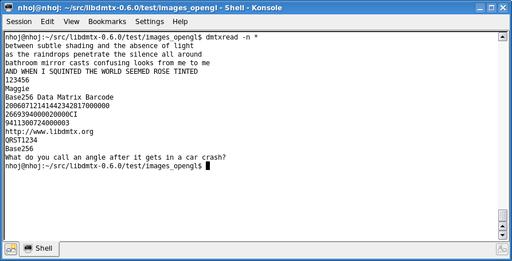 nhoj@nhoj: ~/src/libdmtx-0.6.0/test/images_opengl - Shell - Konsole
Session Edit View Bookmarks Settings Help
nhoj@nhoj:~/src/libdmtx-0.6.0/test/images_opengl$ dmtxread -n *
between subtle shading and the absence of light
as the raindrops penetrate the silence all around
bathroom mirror casts confusing looks from me to me
AND WHEN I SQUINTED THE WORLD SEEMED ROSE TINTED
123456
Maggie
Base256 Data Matrix Barcode
20060712141442342817000000
2669394000020000CI
9411300724000003
http://www.libdmtx.org
QRST1234
Base256
What do you call an angle after it gets in a car crash?
nhoj@nhoj:~/src/libdmtx-0.6.0/test/images_opengl$
Shell